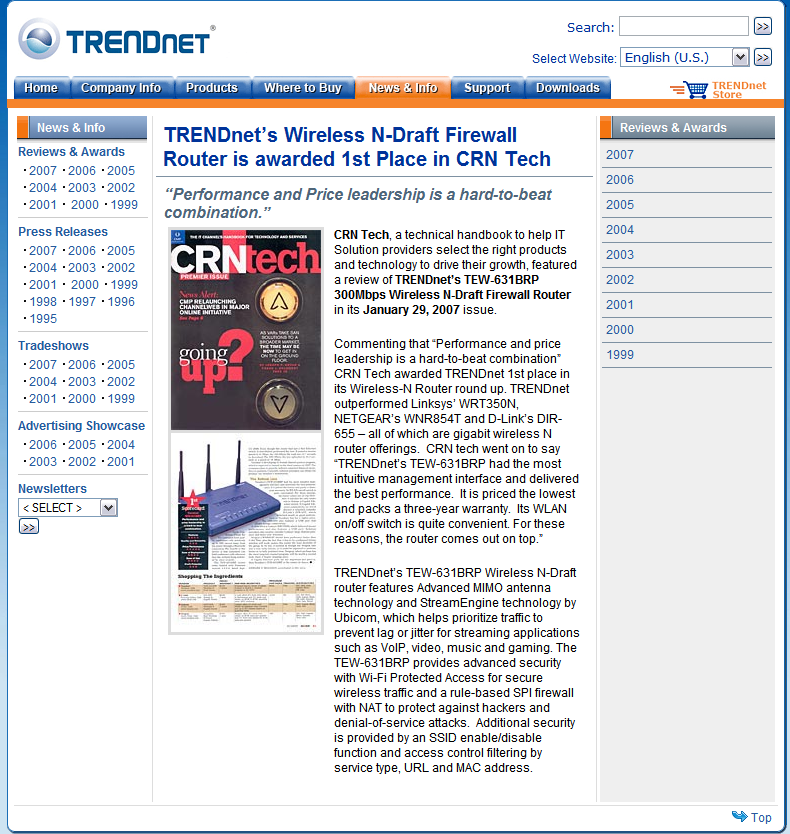 TRENDNET®
Search:
>>
Select Website: English (U.S.)
>>
Home
Company Info
Products
Where to Buy
News & Info
Support
Downloads
TRENDnet
Store
News & Info
Reviews & Awards
·2007 ·2006 ·2005
·2004 ·2003 ·2002
·2001 · 2000 ·1999
Press Releases
·2007 ·2006 ·2005
·2004 ·2003 ·2002
·2001 · 2000 ·1999
·1998 ·1997 ·1996
·1995
Tradeshows
·2007 ·2006 ·2005
·2004 ·2003 ·2002
·2001 ·2000 ·1999
Advertising Showcase
·2006 ·2005 ·2004
·2003 ·2002 ·2001
Newsletters
< SELECT >
>>
TRENDnet's Wireless N-Draft Firewall
Router is awarded 1st Place in CRN Tech
“Performance and Price leadership is a hard-to-beat
combination.”
THE IT CHANNEL'S HANDBOOK FOR TECHNOLOGY AND SERVICES
CRNtech
PREMIER ISSUE
News Alert:
CMP RELAUNCHING
CHANNELWEB IN MAJOR
ONLINE INITIATIVE
See Page 6
going
up?
AS VARs TAKE SAN
SOLUTIONS TO A
BROADER MARKET,
THE TIME MAY BE
NOW TO GET IN
ON THE GROUND
FLOOR
The Bottom Line
1st
Shopping The Ingredients
CRN Tech, a technical handbook to help IT
Solution providers select the right products
and technology to drive their growth, featured
a review of TRENDnet's TEW-631BRP
300Mbps Wireless N-Draft Firewall Router
in its January 29, 2007 issue.
Commenting that “Performance and price
leadership is a hard-to-beat combination”
CRN Tech awarded TRENDnet 1st place in
its Wireless-N Router round up. TRENDnet
outperformed Linksys' WRT350N,
NETGEAR's WNR854T and D-Link's DIR-
655 – all of which are gigabit wireless N
router offerings.  CRN tech went on to say
“TRENDnet's TEW-631BRP had the most
intuitive management interface and delivered
the best performance.  It is priced the lowest
and packs a three-year warranty.  Its WLAN
on/off switch is quite convenient. For these
reasons, the router comes out on top.”
TRENDnet's TEW-631BRP Wireless N-Draft
router features Advanced MIMO antenna
technology and StreamEngine technology by
Ubicom, which helps prioritize traffic to
prevent lag or jitter for streaming applications
such as VoIP, video, music and gaming. The
TEW-631BRP provides advanced security
with Wi-Fi Protected Access for secure
wireless traffic and a rule-based SPI firewall
with NAT to protect against hackers and
denial-of-service attacks.  Additional security
is provided by an SSID enable/disable
function and access control filtering by
service type, URL and MAC address.
Reviews & Awards
2007
2006
2005
2004
2003
2002
2001
2000
1999
Top